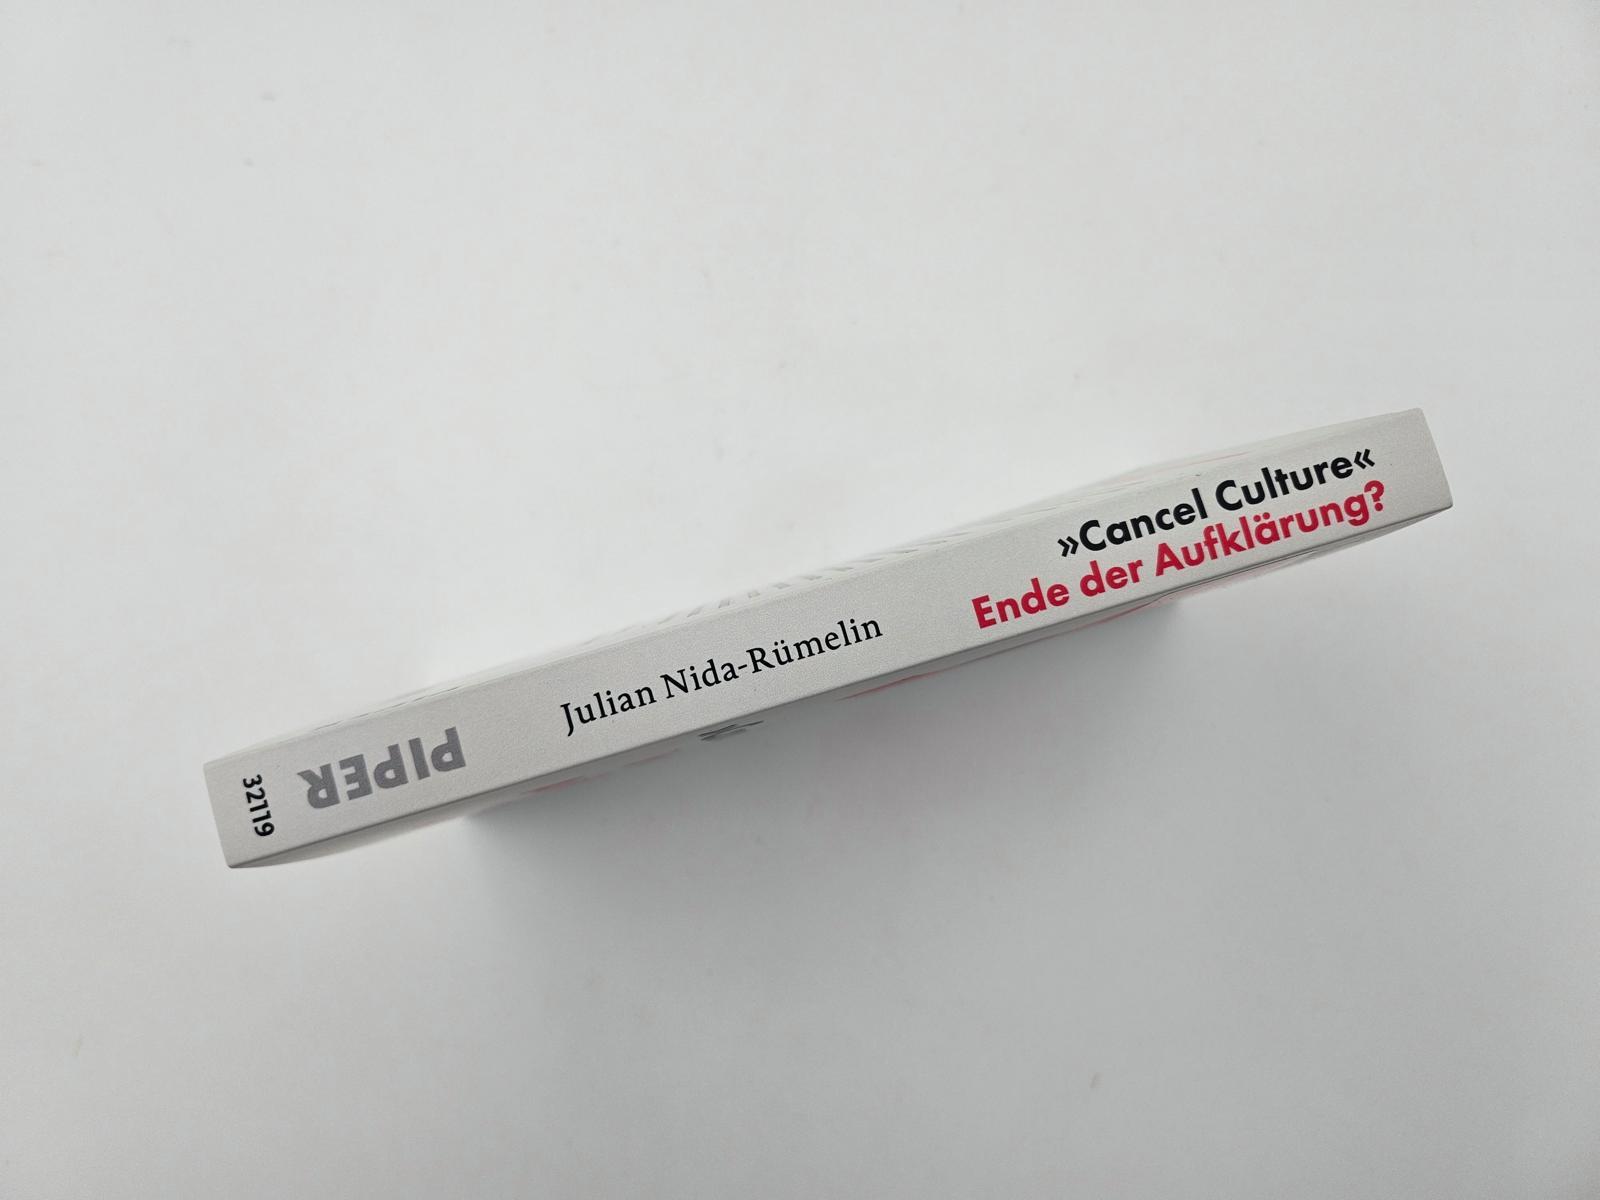 »Cancel Culture«
Ende der Aufklärung?
Julian Nida-Rümelin
PIPER
32119